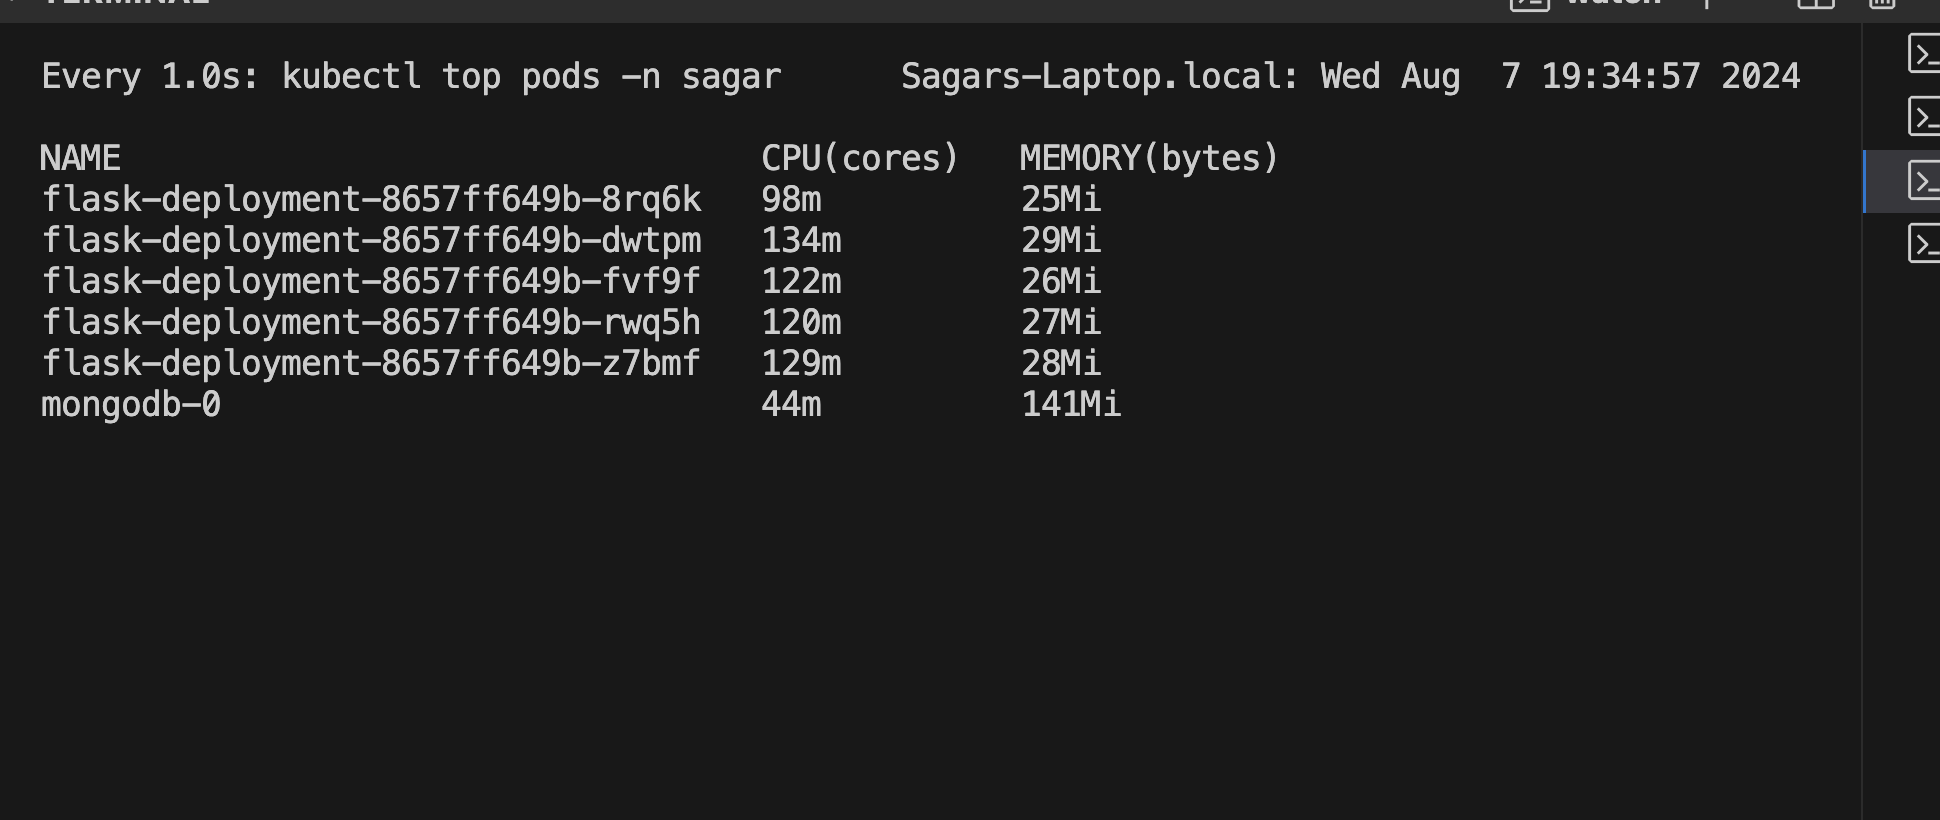 TERMINAL
watch
Every 1.0s: kubectl top pods -n sagar Sagars-Laptop.local: Wed Aug 7 19:34:57 2024
NAME CPU(cores) MEMORY(bytes)
flask-deployment-8657ff649b-8rq6k 98m 25Mi
flask-deployment-8657ff649b-dwtpm 134m 29Mi
flask-deployment-8657ff649b-fvf9f 122m 26Mi
flask-deployment-8657ff649b-rwq5h 120m 27Mi
flask-deployment-8657ff649b-z7bmf 129m 28Mi
mongodb-0 44m 141Mi